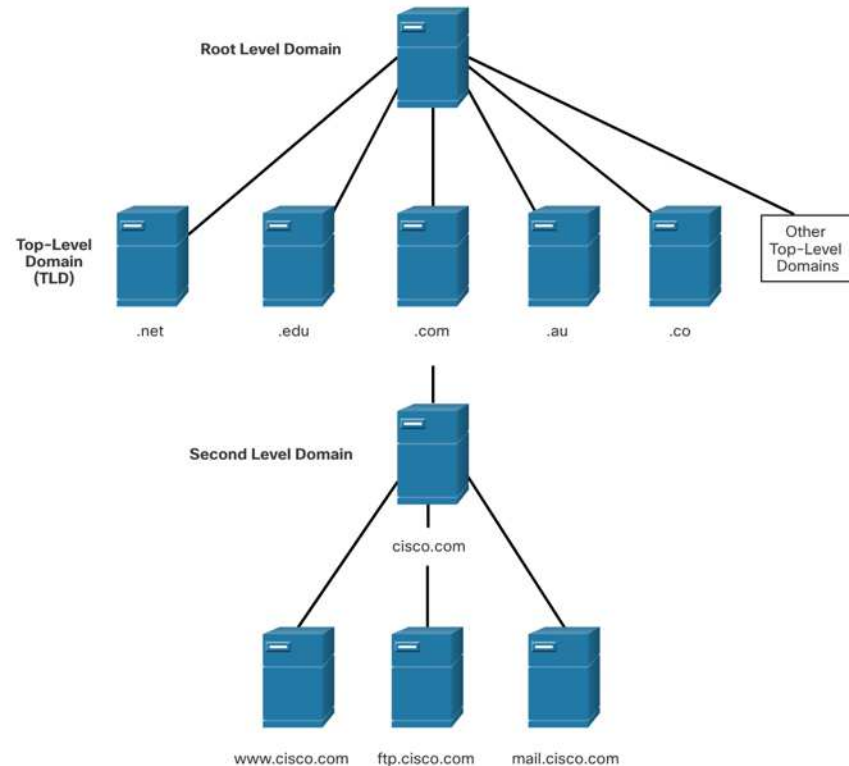 Root Level Domain
Top-Level
Domain
(TLD)
Other
Top-Level
Domains
.net
.edu
.com
.au
.co
Second Level Domain
cisco.com
www.cisco.com
ftp.cisco.com
mail.cisco.com